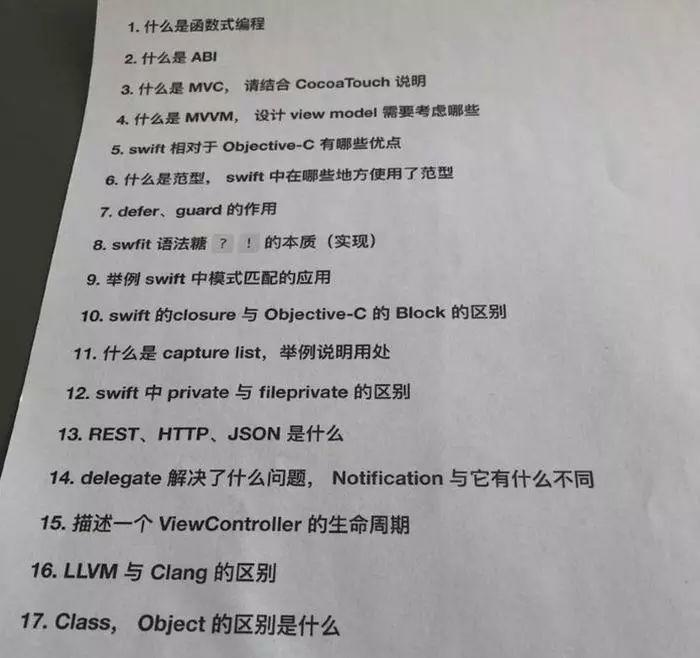 1. 什么是函数式编程
2. 什么是 ABI
3. 什么是 MVC， 请结合 CocoaTouch 说明
4. 什么是 MVVM， 设计 view model 需要考虑哪些
5. swift 相对于 Objective-C 有哪些优点
6. 什么是范型， swift 中在哪些地方使用了范型
7. defer、guard 的作用
8. swfit 语法糖 ? ! 的本质（实现）
9. 举例 swift 中模式匹配的应用
10. swift 的closure 与 Objective-C 的 Block 的区别
11. 什么是 capture list，举例说明用处
12. swift 中 private 与 fileprivate 的区别
13. REST、HTTP、JSON 是什么
14. delegate 解决了什么问题， Notification 与它有什么不同
15. 描述一个 ViewController 的生命周期
16. LLVM 与 Clang 的区别
17. Class， Object 的区别是什么